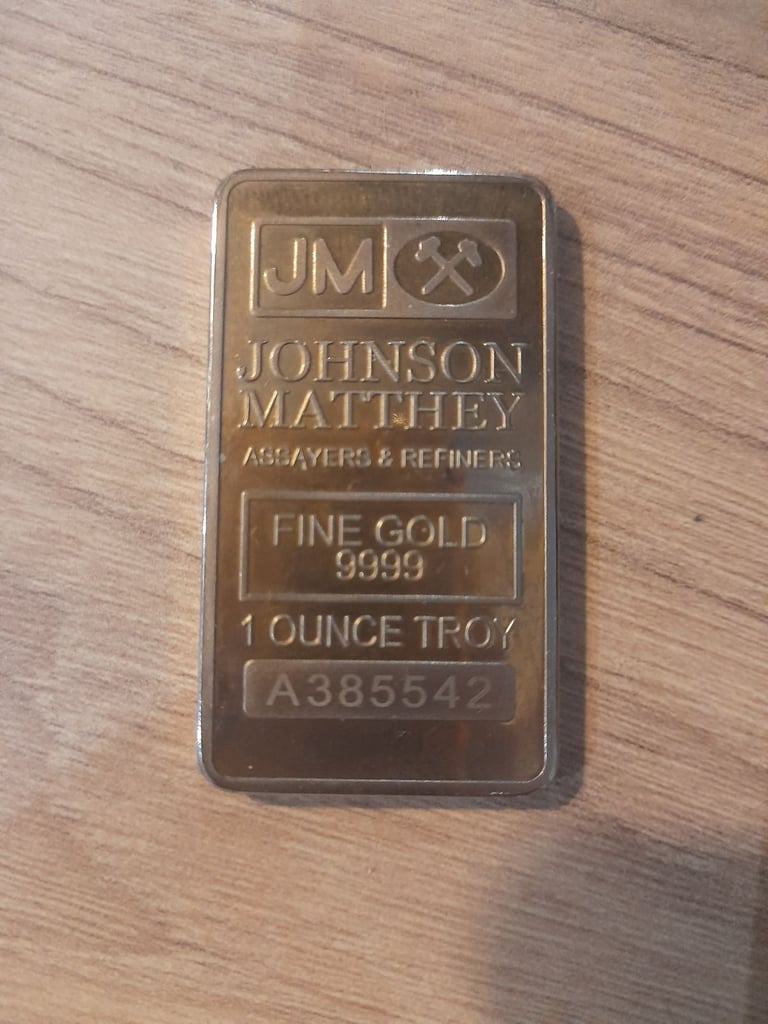 JM
JOHNSON
MATTHEY
ASSAYERS & REFINERS
FINE GOLD
9999
1 OUNCE TROY
A385542